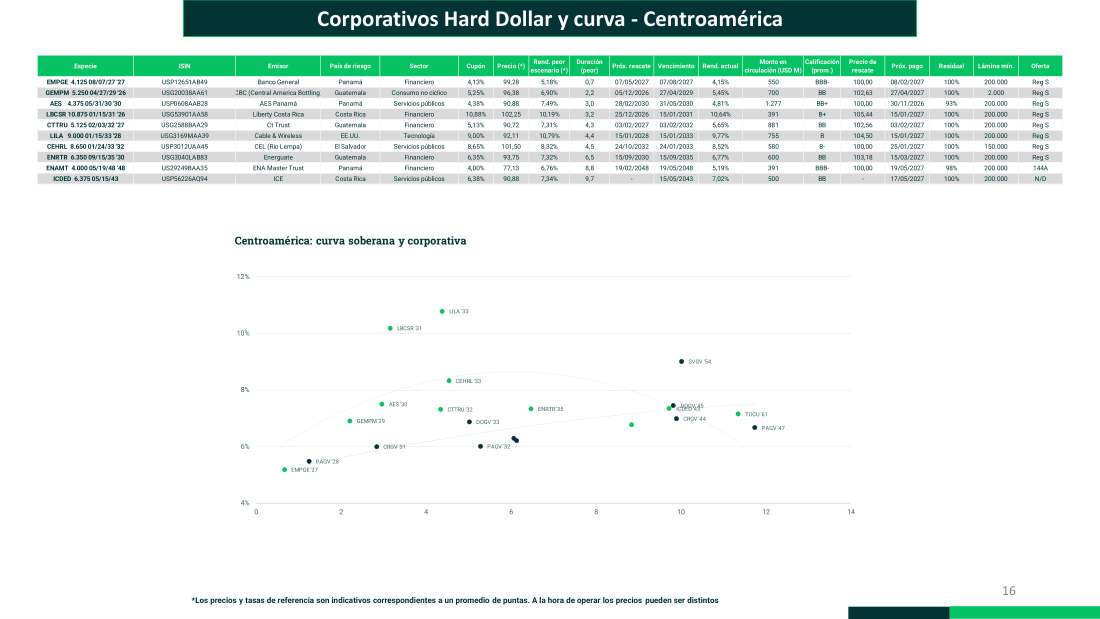 Corporativos Hard Dollar y curva - Centroamérica
Especie ISIN Emisor País de riesgo Sector Cupón Precio (*) Rend. peor escenario (*) Duración (peor) Próx. rescate Vencimiento Rend. actual Monto en circulación (USD M) Calificación (prom.) Precio de rescate Próx. pago Residual Lámina mín. Oferta
EMPGE 4.125 08/07/27 '27 USP12651AB49 Banco General Panamá Financiero 4,13% 99,28 5,18% 0,7 07/05/2027 07/08/2027 4,15% 550 BBB- 100,00 08/02/2027 100% 200.000 Reg S
GEMPM 5.250 04/27/29 '26 USG20038AA61 CBC (Central America Bottling Guatemala Consumo no cíclico 5,25% 96,38 6,90% 2,2 05/12/2026 27/04/2029 5,45% 700 BB 102,63 27/04/2027 100% 2.000 Reg S
AES 4.375 05/31/30 '30 USP0608AAB28 AES Panamá Panamá Servicios públicos 4,38% 90,88 7,49% 3,0 28/02/2030 31/05/2030 4,81% 1.277 BB+ 100,00 30/11/2026 93% 200.000 Reg S
LBCSR 10.875 01/15/31 '26 USG53901AA58 Liberty Costa Rica Costa Rica Financiero 10,88% 102,25 10,19% 3,2 15/01/2031 10,64% 391 B+ 105,44 15/01/2027 100% 200.000 Reg S
CTTRU 5.125 02/03/32 '27 USG2588BAA29 Ct Trust Guatemala Financiero 5,13% 90,72 7,31% 4,3 03/02/2027 03/02/2032 5,65% 881 BB 102,56 03/02/2027 100% 200.000 Reg S
LILA 9.000 01/15/33 '28 USG3169MAA39 Cable & Wireless EE.UU. Tecnología 9,00% 92,11 10,79% 4,4 15/01/2028 15/01/2033 9,77% 755 B 104,50 15/01/2027 100% 200.000 Reg S
CEHRL 8.650 01/24/33 '32 USP3012UAA45 CEL (Rio Lempa) El Salvador Servicios públicos 8,65% 101,50 8,32% 4,5 24/10/2032 24/01/2033 8,52% 580 B- 100,00 25/01/2027 100% 150.000 Reg S
ENRTR 6.350 09/15/35 '30 USG3040LAB83 Energuate Guatemala Financiero 6,35% 93,75 7,32% 6,5 15/09/2030 15/09/2035 6,77% 600 BB 103,18 15/03/2027 100% 200.000 Reg S
ENAMT 4.000 05/19/48 '48 US29249BAA35 ENA Master Trust Panamá Financiero 4,00% 77,13 6,76% 8,8 19/02/2048 19/05/2048 5,19% 391 BBB- 100,00 19/05/2027 98% 200.000 144A
ICDED 6.375 05/15/43 USP56226AQ94 ICE Costa Rica Servicios públicos 6,38% 90,88 7,34% 9,7 - 15/05/2043 7,02% 500 BB - 17/05/2027 100% 200.000 N/D
Centroamérica: curva soberana y corporativa
12%
LILA '33
10%
LBCSR '31
SVGV '54
8%
CEHRL '33
AES '30
CTTRU '32
ENRTR'35
DOGV'45
ICDED'43
TOCU'61
GEMPM'29
DOGV'33
CRGV '44
PAGV '47
6%
CRGV'31
PAGV '32
PAGV '28
EMPGE'27
4%
0 2 4 6 8 10 12 14
16
*Los precios y tasas de referencia son indicativos correspondientes a un promedio de puntas. A la hora de operar los precios pueden ser distintos